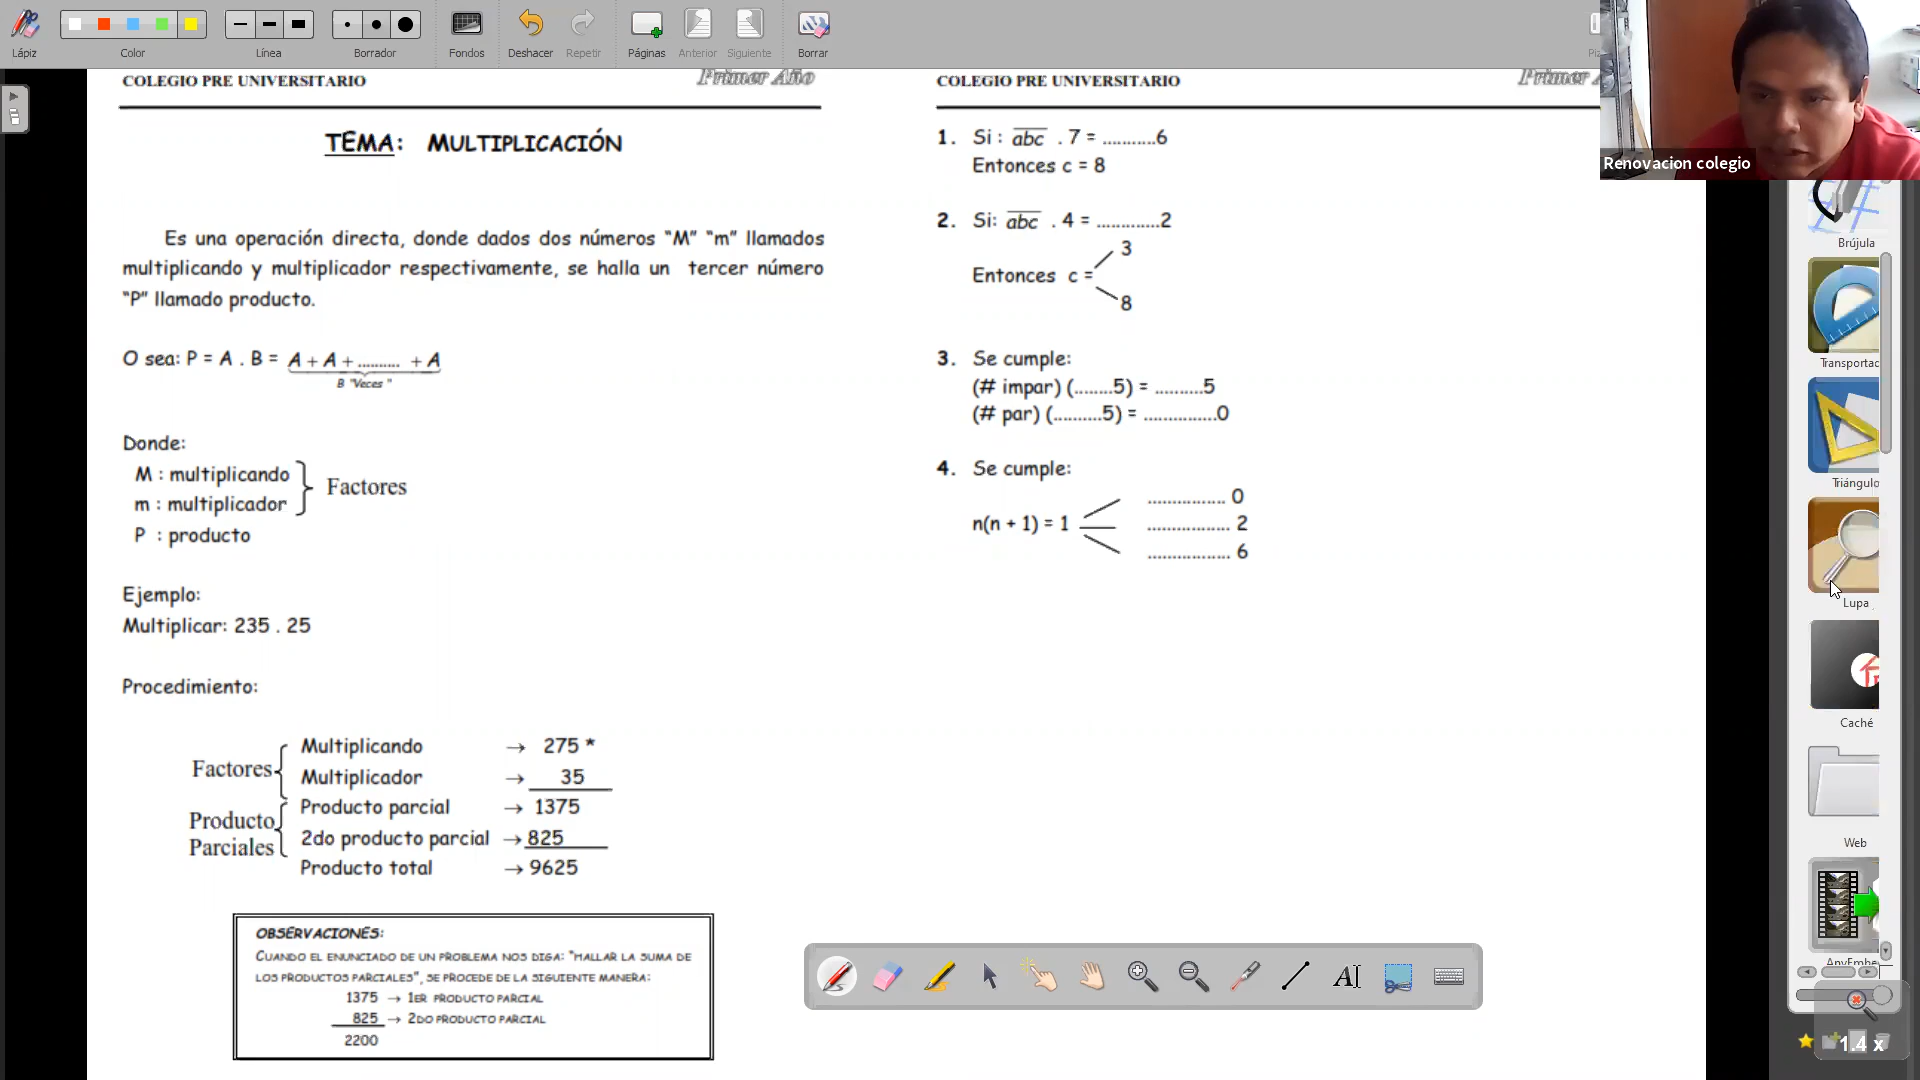 Lápiz
Color
Línea
Borrador
Fondos
Deshacer
Repetir
Páginas
Anterior
Siguiente
Borrar
COLEGIO PRE UNIVERSITARIO
Primer Año
TEMA: MULTIPLICACIÓN
Es una operación directa, donde dados dos números “M” “m” llamados
multiplicando y multiplicador respectivamente, se halla un tercer número
“P” llamado producto.
O sea: P = A . B = A + A + .......... + A
B "Veces "
Donde:
M : multiplicando
m : multiplicador
Factores
P : producto
Ejemplo:
Multiplicar: 235 . 25
Procedimiento:
Factores
Multiplicando → 275 *
Multiplicador → 35
Producto
Parciales
Producto parcial → 1375
2do producto parcial → 825
Producto total → 9625
OBSERVACIONES:
CUANDO EL ENUNCIADO DE UN PROBLEMA NOS DIGA: “HALLAR LA SUMA DE
LOS PRODUCTOS PARCIALES”, SE PROCEDE DE LA SIGUIENTE MANERA:
1375 → 1ER PRODUCTO PARCIAL
825 → 2DO PRODUCTO PARCIAL
2200
COLEGIO PRE UNIVERSITARIO
Primer A
1. Si : abc . 7 = ...........6
Entonces c = 8
2. Si: abc . 4 = .............2
3
Entonces c =
8
3. Se cumple:
(# impar) (........5) = ..........5
(# par) (..........5) = ...............0
4. Se cumple:
................ 0
n(n + 1) = 1 ................. 2
................. 6
Renovacion colegio
Brújula
Transportac
Triángulo
Lupa
Caché
Web
AnyEmbe
1.4 x